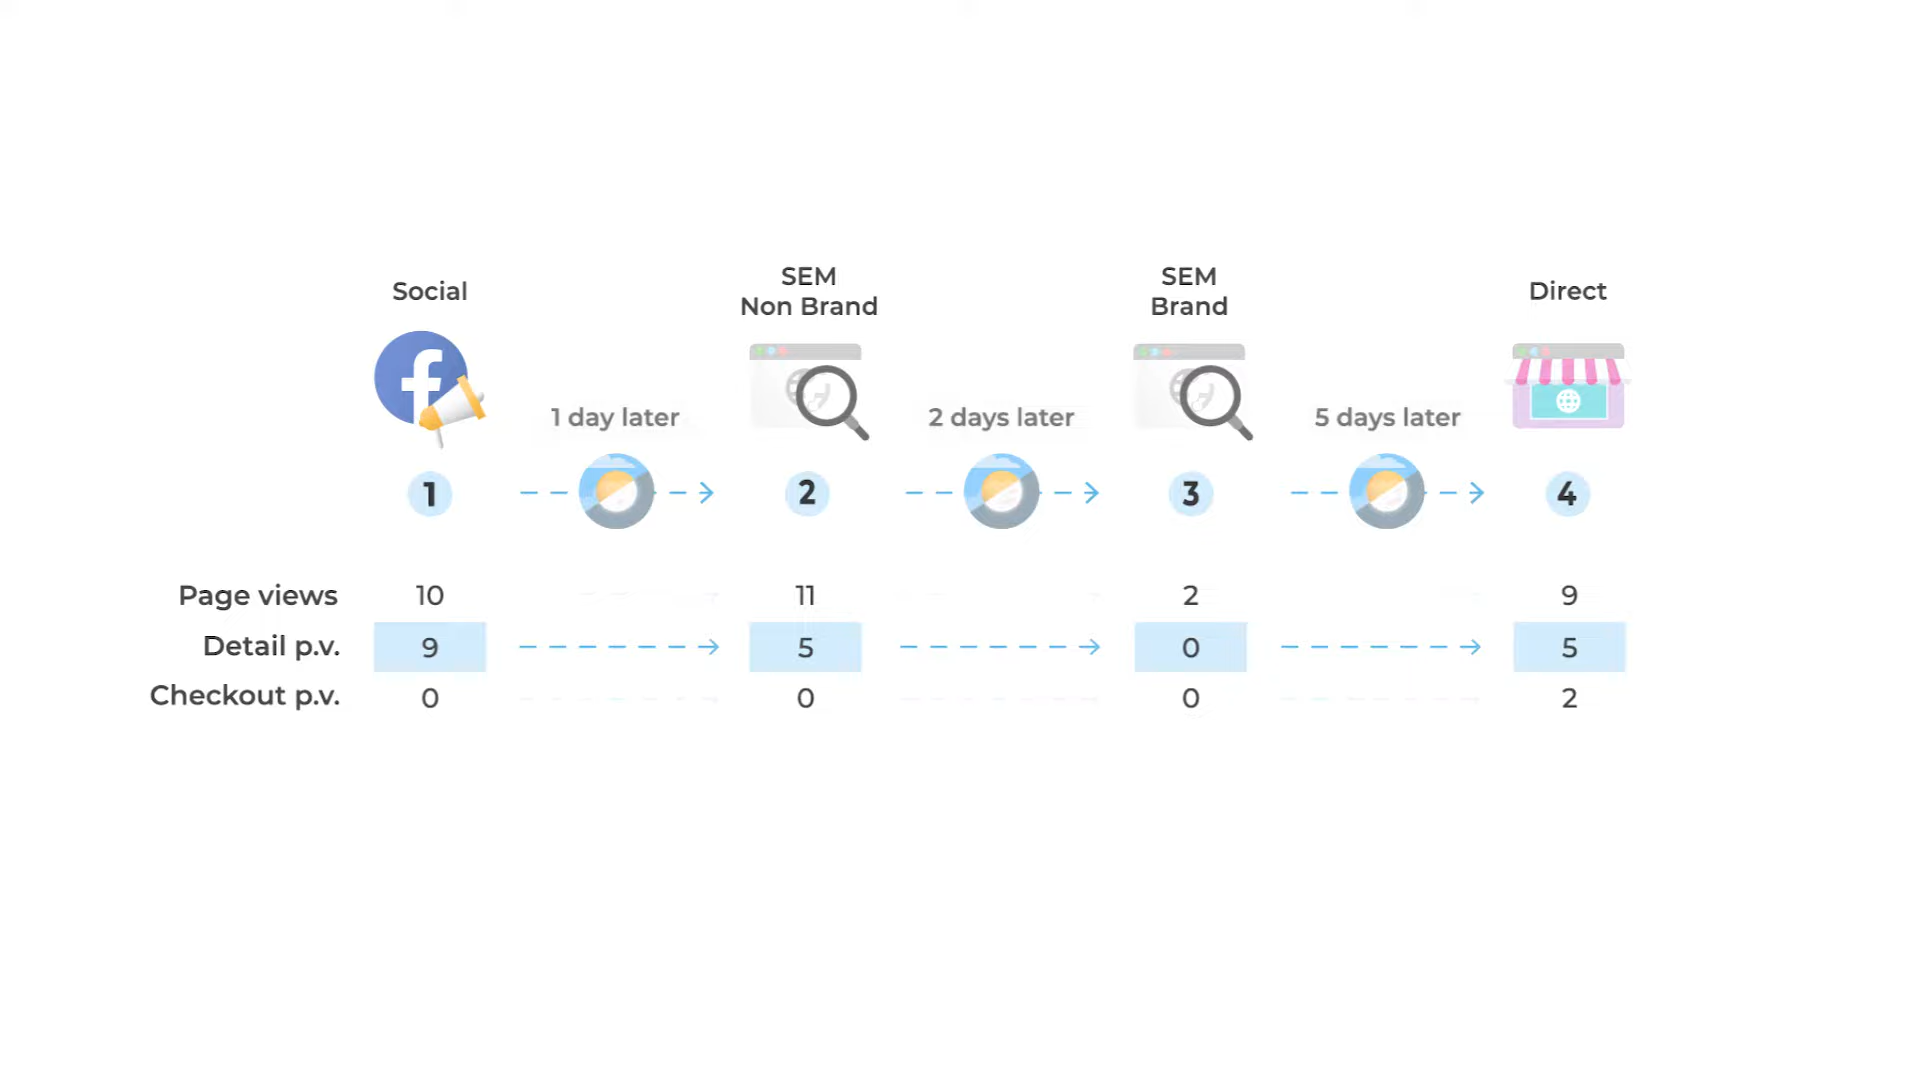 Social
SEM
Non Brand
SEM
Brand
Direct
1 day later
2 days later
5 days later
1
2
3
4
Page views 10 11 2 9
Detail p.v. 9 5 0 5
Checkout p.v. 0 0 0 2